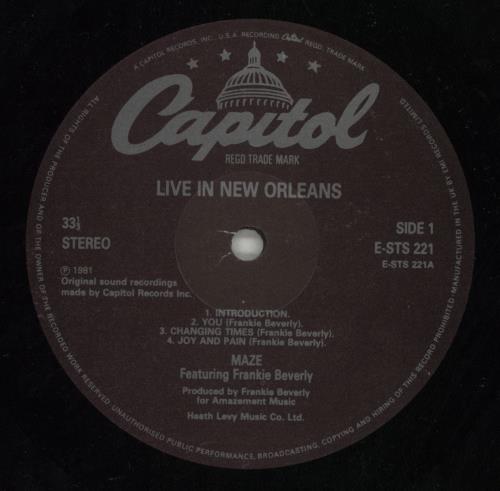 A CAPITOL RECORDS, INC., U.S.A. RECORDING Capitol REGD. TRADE MARK
Capitol
REGD TRADE MARK
LIVE IN NEW ORLEANS
33⅓
STEREO
SIDE 1
E-STS 221
E-STS 221A
℗ 1981
Original sound recordings
made by Capitol Records Inc.
1. INTRODUCTION.
2. YOU (Frankie Beverly).
3. CHANGING TIMES (Frankie Beverly).
4. JOY AND PAIN (Frankie Beverly).
MAZE
Featuring Frankie Beverly
Produced by Frankie Beverly
for Amazement Music
Heath Levy Music Co. Ltd.
ALL RIGHTS OF THE PRODUCER AND OF THE OWNER OF THE RECORDED WORK RESERVED. UNAUTHORISED PUBLIC PERFORMANCE, BROADCASTING, COPYING AND HIRING OF THIS RECORD PROHIBITED · MANUFACTURED IN THE UK BY EMI RECORDS LIMITED